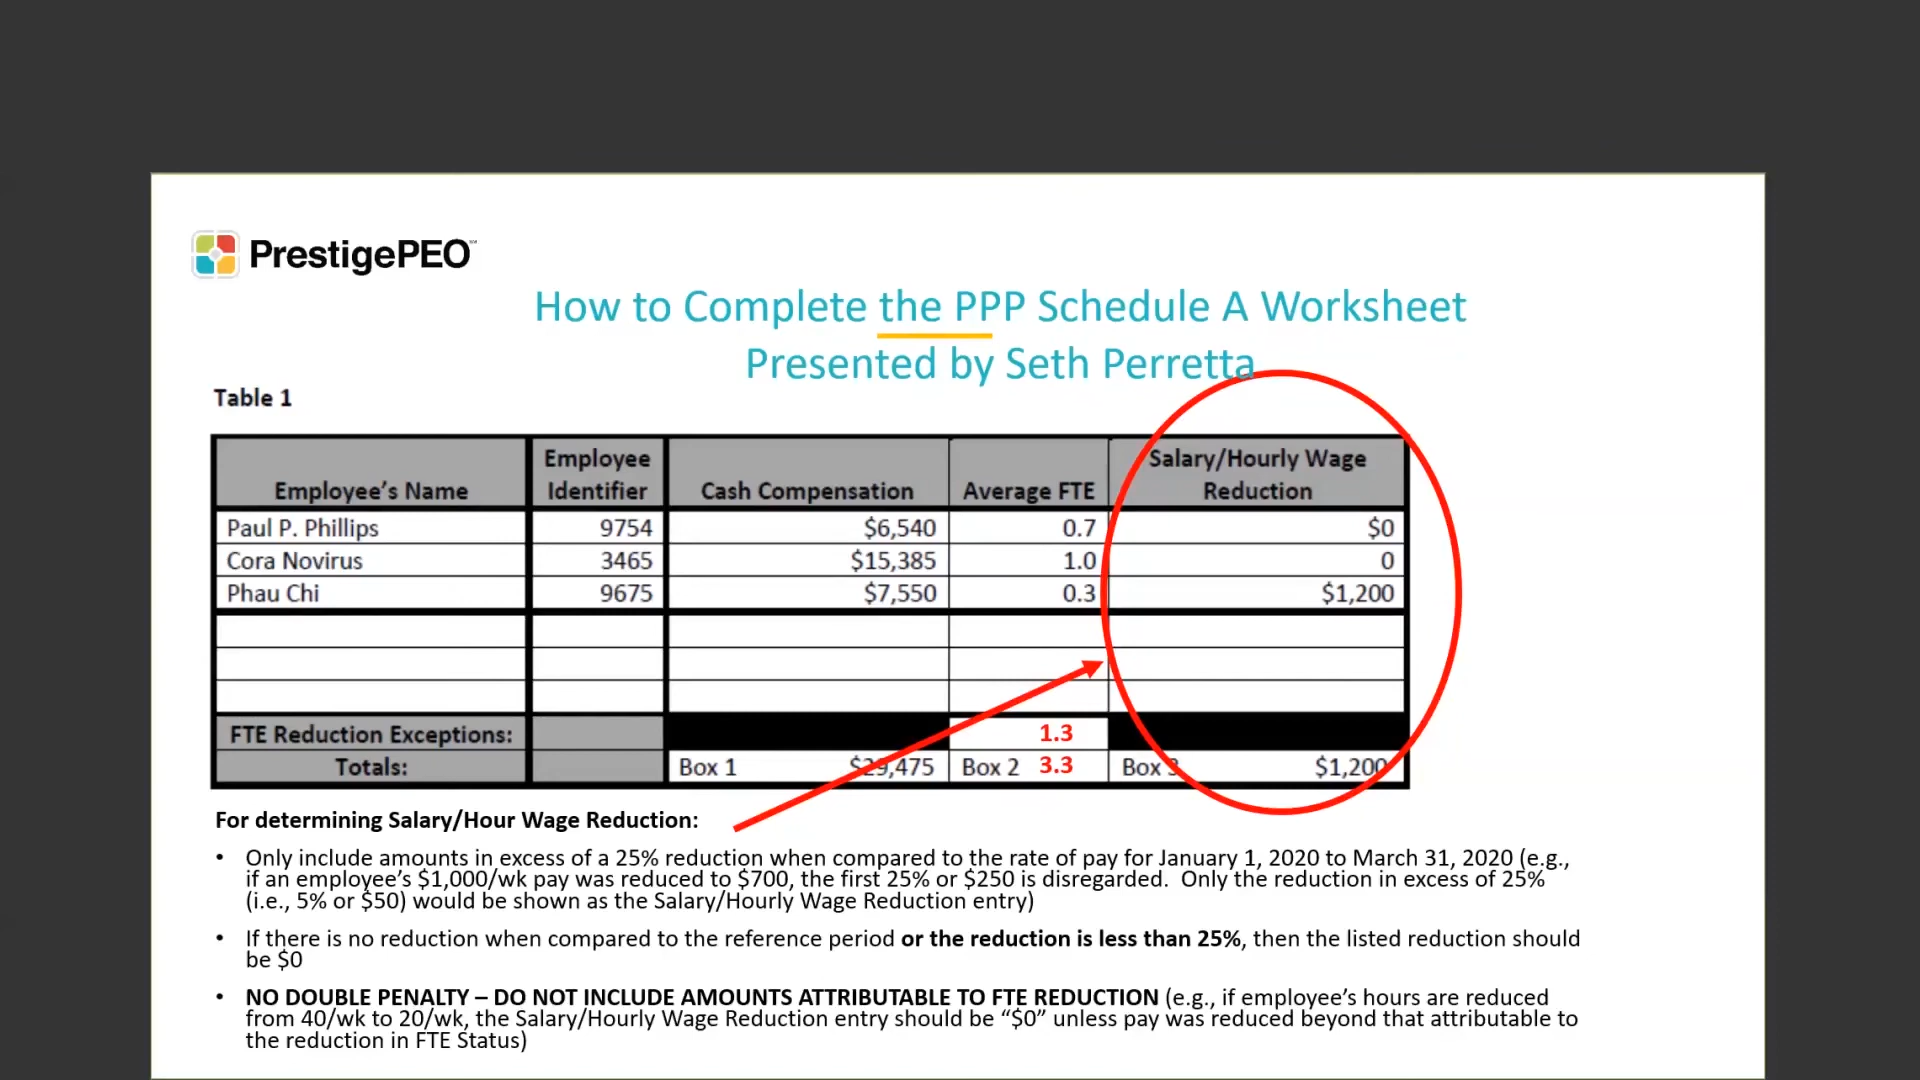 PrestigePEO
How to Complete the PPP Schedule A Worksheet
Presented by Seth Perretta
Table 1
Employee's Name Employee Identifier Cash Compensation Average FTE Salary/Hourly Wage Reduction
Paul P. Phillips 9754 $6,540 0.7 $0
Cora Novirus 3465 $15,385 1.0 0
Phau Chi 9675 $7,550 0.3 $1,200
FTE Reduction Exceptions: 1.3
Totals: Box 1 $29,475 Box 2 3.3 Box 3 $1,200
For determining Salary/Hour Wage Reduction:
• Only include amounts in excess of a 25% reduction when compared to the rate of pay for January 1, 2020 to March 31, 2020 (e.g.,
if an employee's $1,000/wk pay was reduced to $700, the first 25% or $250 is disregarded. Only the reduction in excess of 25%
(i.e., 5% or $50) would be shown as the Salary/Hourly Wage Reduction entry)
• If there is no reduction when compared to the reference period or the reduction is less than 25%, then the listed reduction should
be $0
• NO DOUBLE PENALTY – DO NOT INCLUDE AMOUNTS ATTRIBUTABLE TO FTE REDUCTION (e.g., if employee's hours are reduced
from 40/wk to 20/wk, the Salary/Hourly Wage Reduction entry should be “$0” unless pay was reduced beyond that attributable to
the reduction in FTE Status)